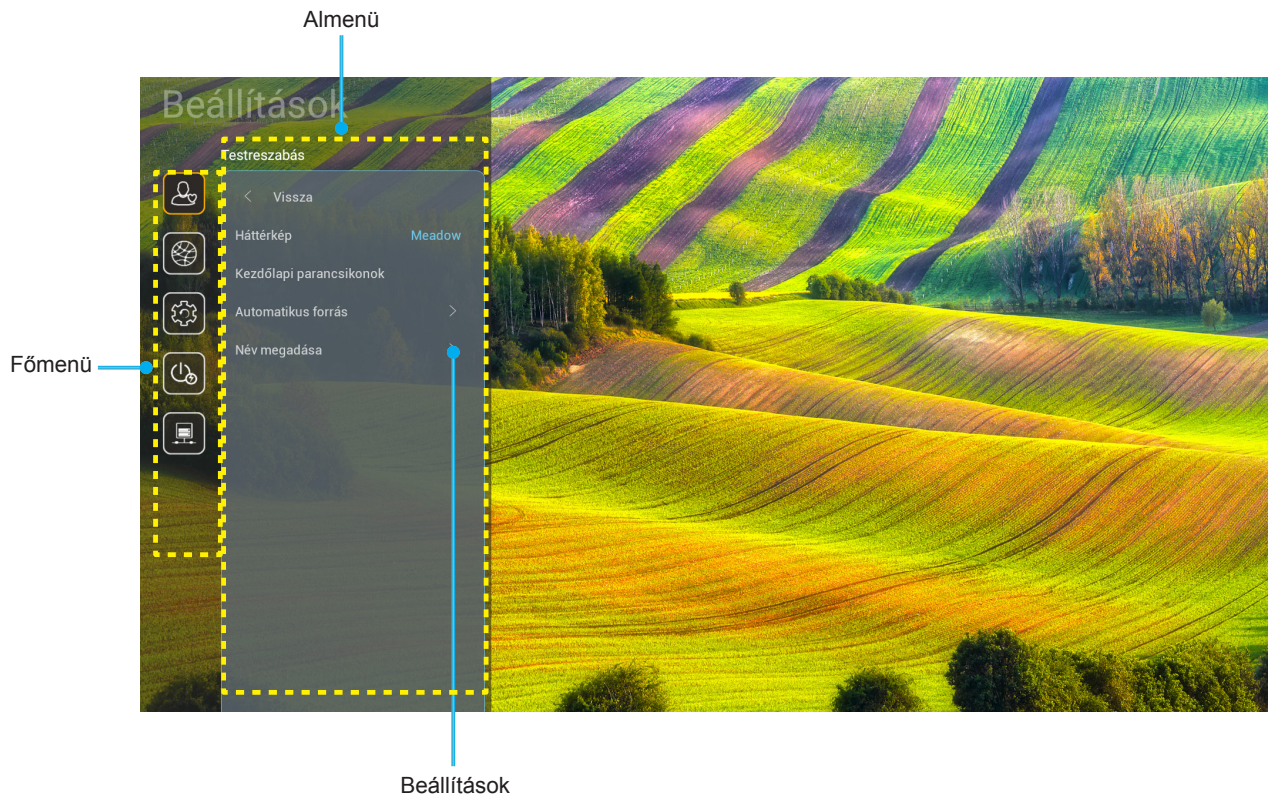 Almenü
Beállítások
Testreszabás
Vissza
Háttérkép Meadow
Kezdőlapi parancsikonok
Automatikus forrás
Név megadása
Főmenü
Beállítások